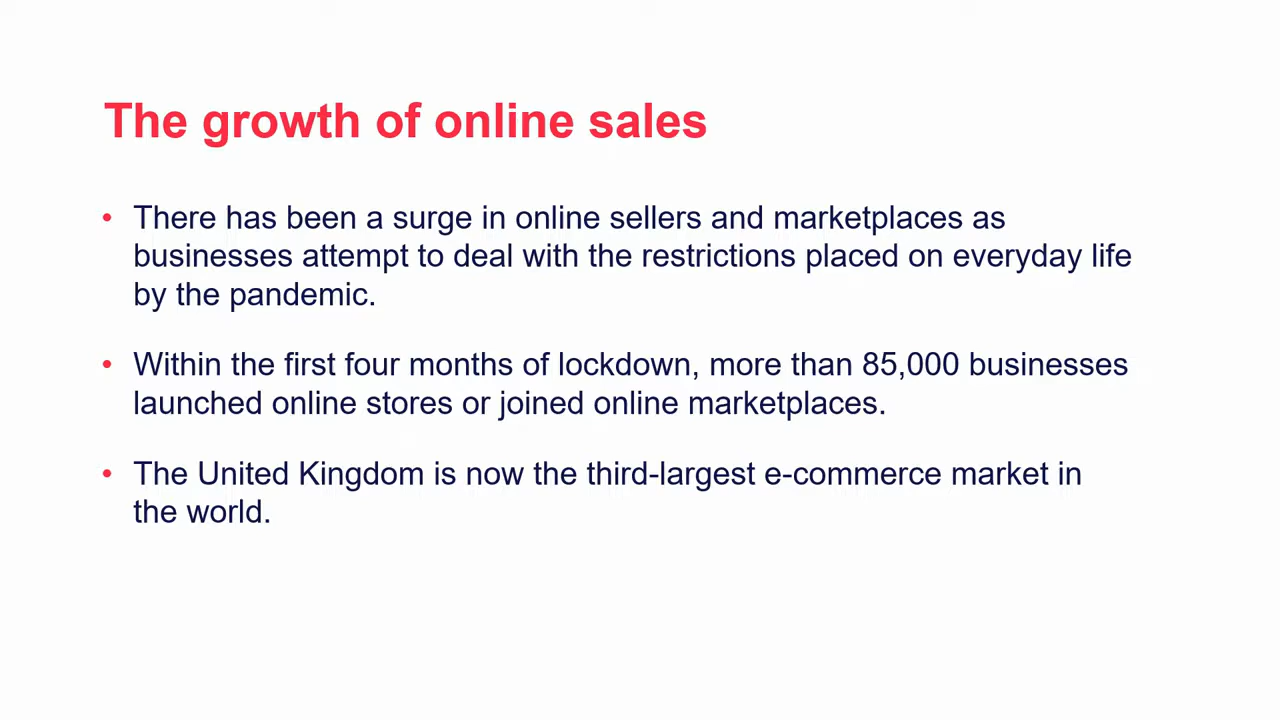 The growth of online sales
• There has been a surge in online sellers and marketplaces as
businesses attempt to deal with the restrictions placed on everyday life
by the pandemic.
• Within the first four months of lockdown, more than 85,000 businesses
launched online stores or joined online marketplaces.
• The United Kingdom is now the third-largest e-commerce market in
the world.